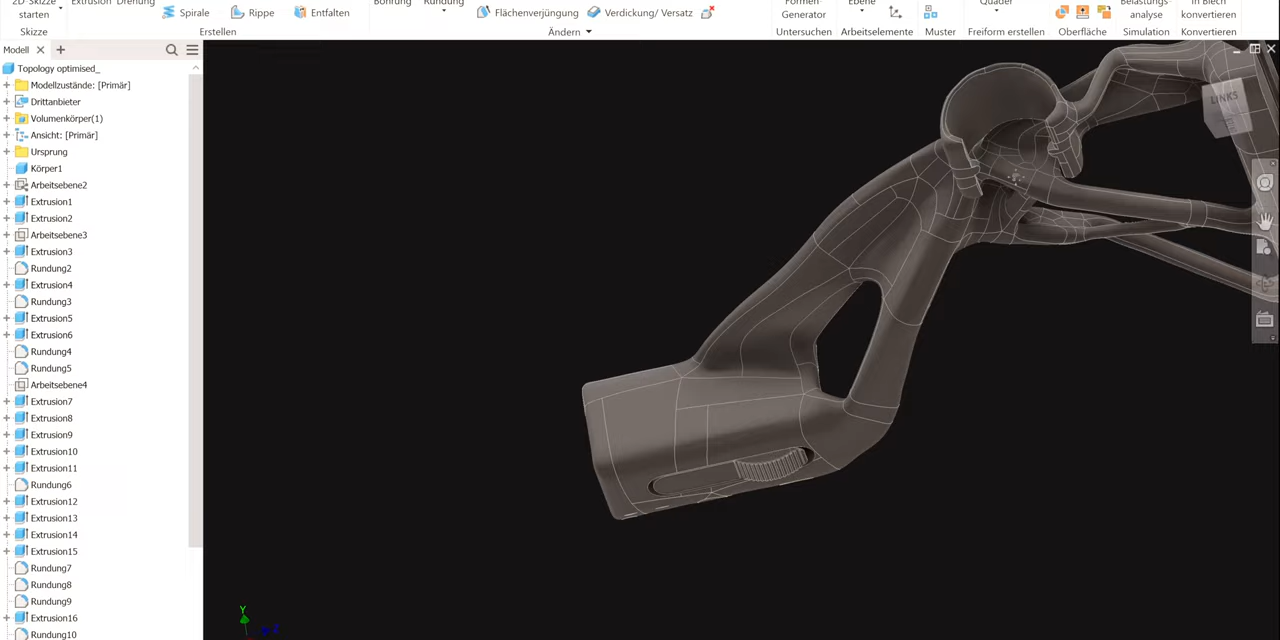 2D-Skizze Extrusion Drehung Bohrung Rundung Formen- Ebene Quader Belastungs- In Blech
starten Spirale Rippe Entfalten Flächenverjüngung Verdickung/ Versatz Generator analyse konvertieren
Skizze Erstellen Ändern Untersuchen Arbeitselemente Muster Freiform erstellen Oberfläche Simulation Konvertieren
Modell
Topology optimised_
Modellzustände: [Primär]
Drittanbieter
Volumenkörper(1)
Ansicht: [Primär]
Ursprung
Körper1
Arbeitsebene2
Extrusion1
Extrusion2
Arbeitsebene3
Extrusion3
Rundung2
Extrusion4
Rundung3
Extrusion5
Extrusion6
Rundung4
Rundung5
Arbeitsebene4
Extrusion7
Extrusion8
Extrusion9
Extrusion10
Extrusion11
Rundung6
Extrusion12
Extrusion13
Extrusion14
Extrusion15
Rundung7
Rundung8
Rundung9
Extrusion16
Rundung10
LINKS
Y
Z